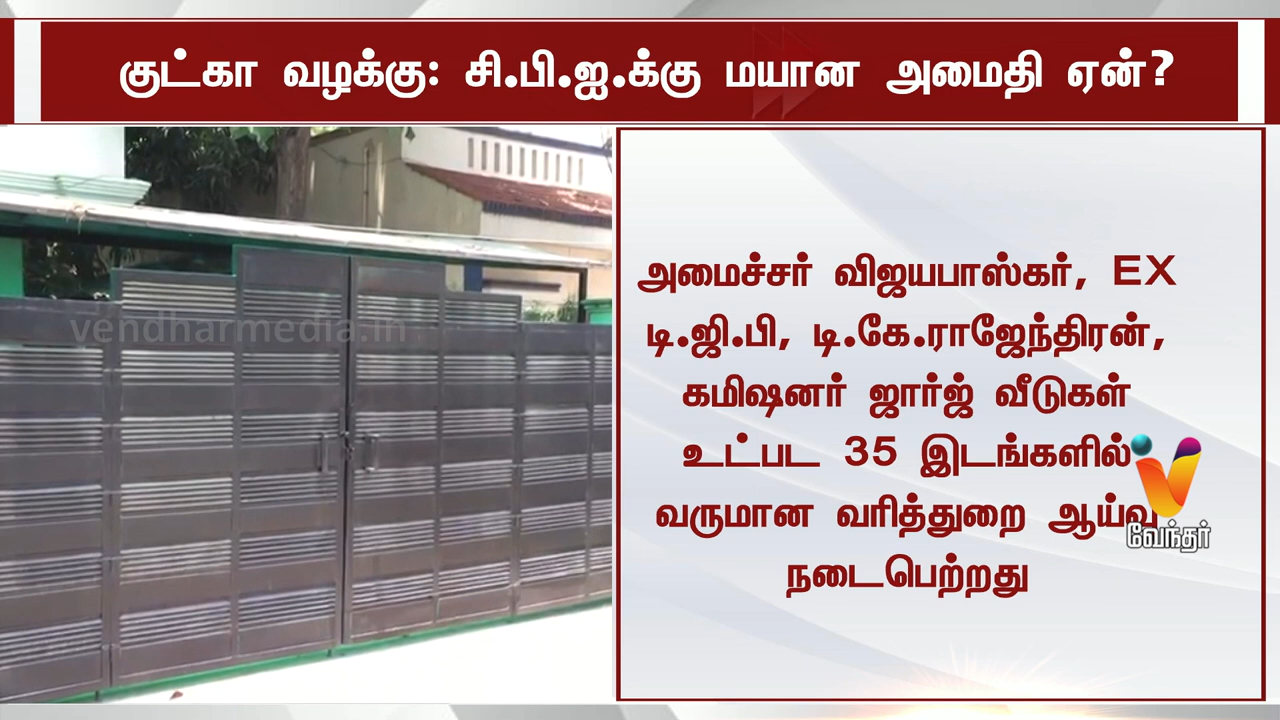 குட்கா வழக்கு: சி.பி.ஐ.க்கு மயான அமைதி ஏன்?
vendharmedia.in
அமைச்சர் விஜயபாஸ்கர், EX
டி.ஜி.பி, டி.கே.ராஜேந்திரன்,
கமிஷனர் ஜார்ஜ் வீடுகள்
உட்பட 35 இடங்களில்
வருமான வரித்துறை ஆய்வு
நடைபெற்றது
வேந்தர்